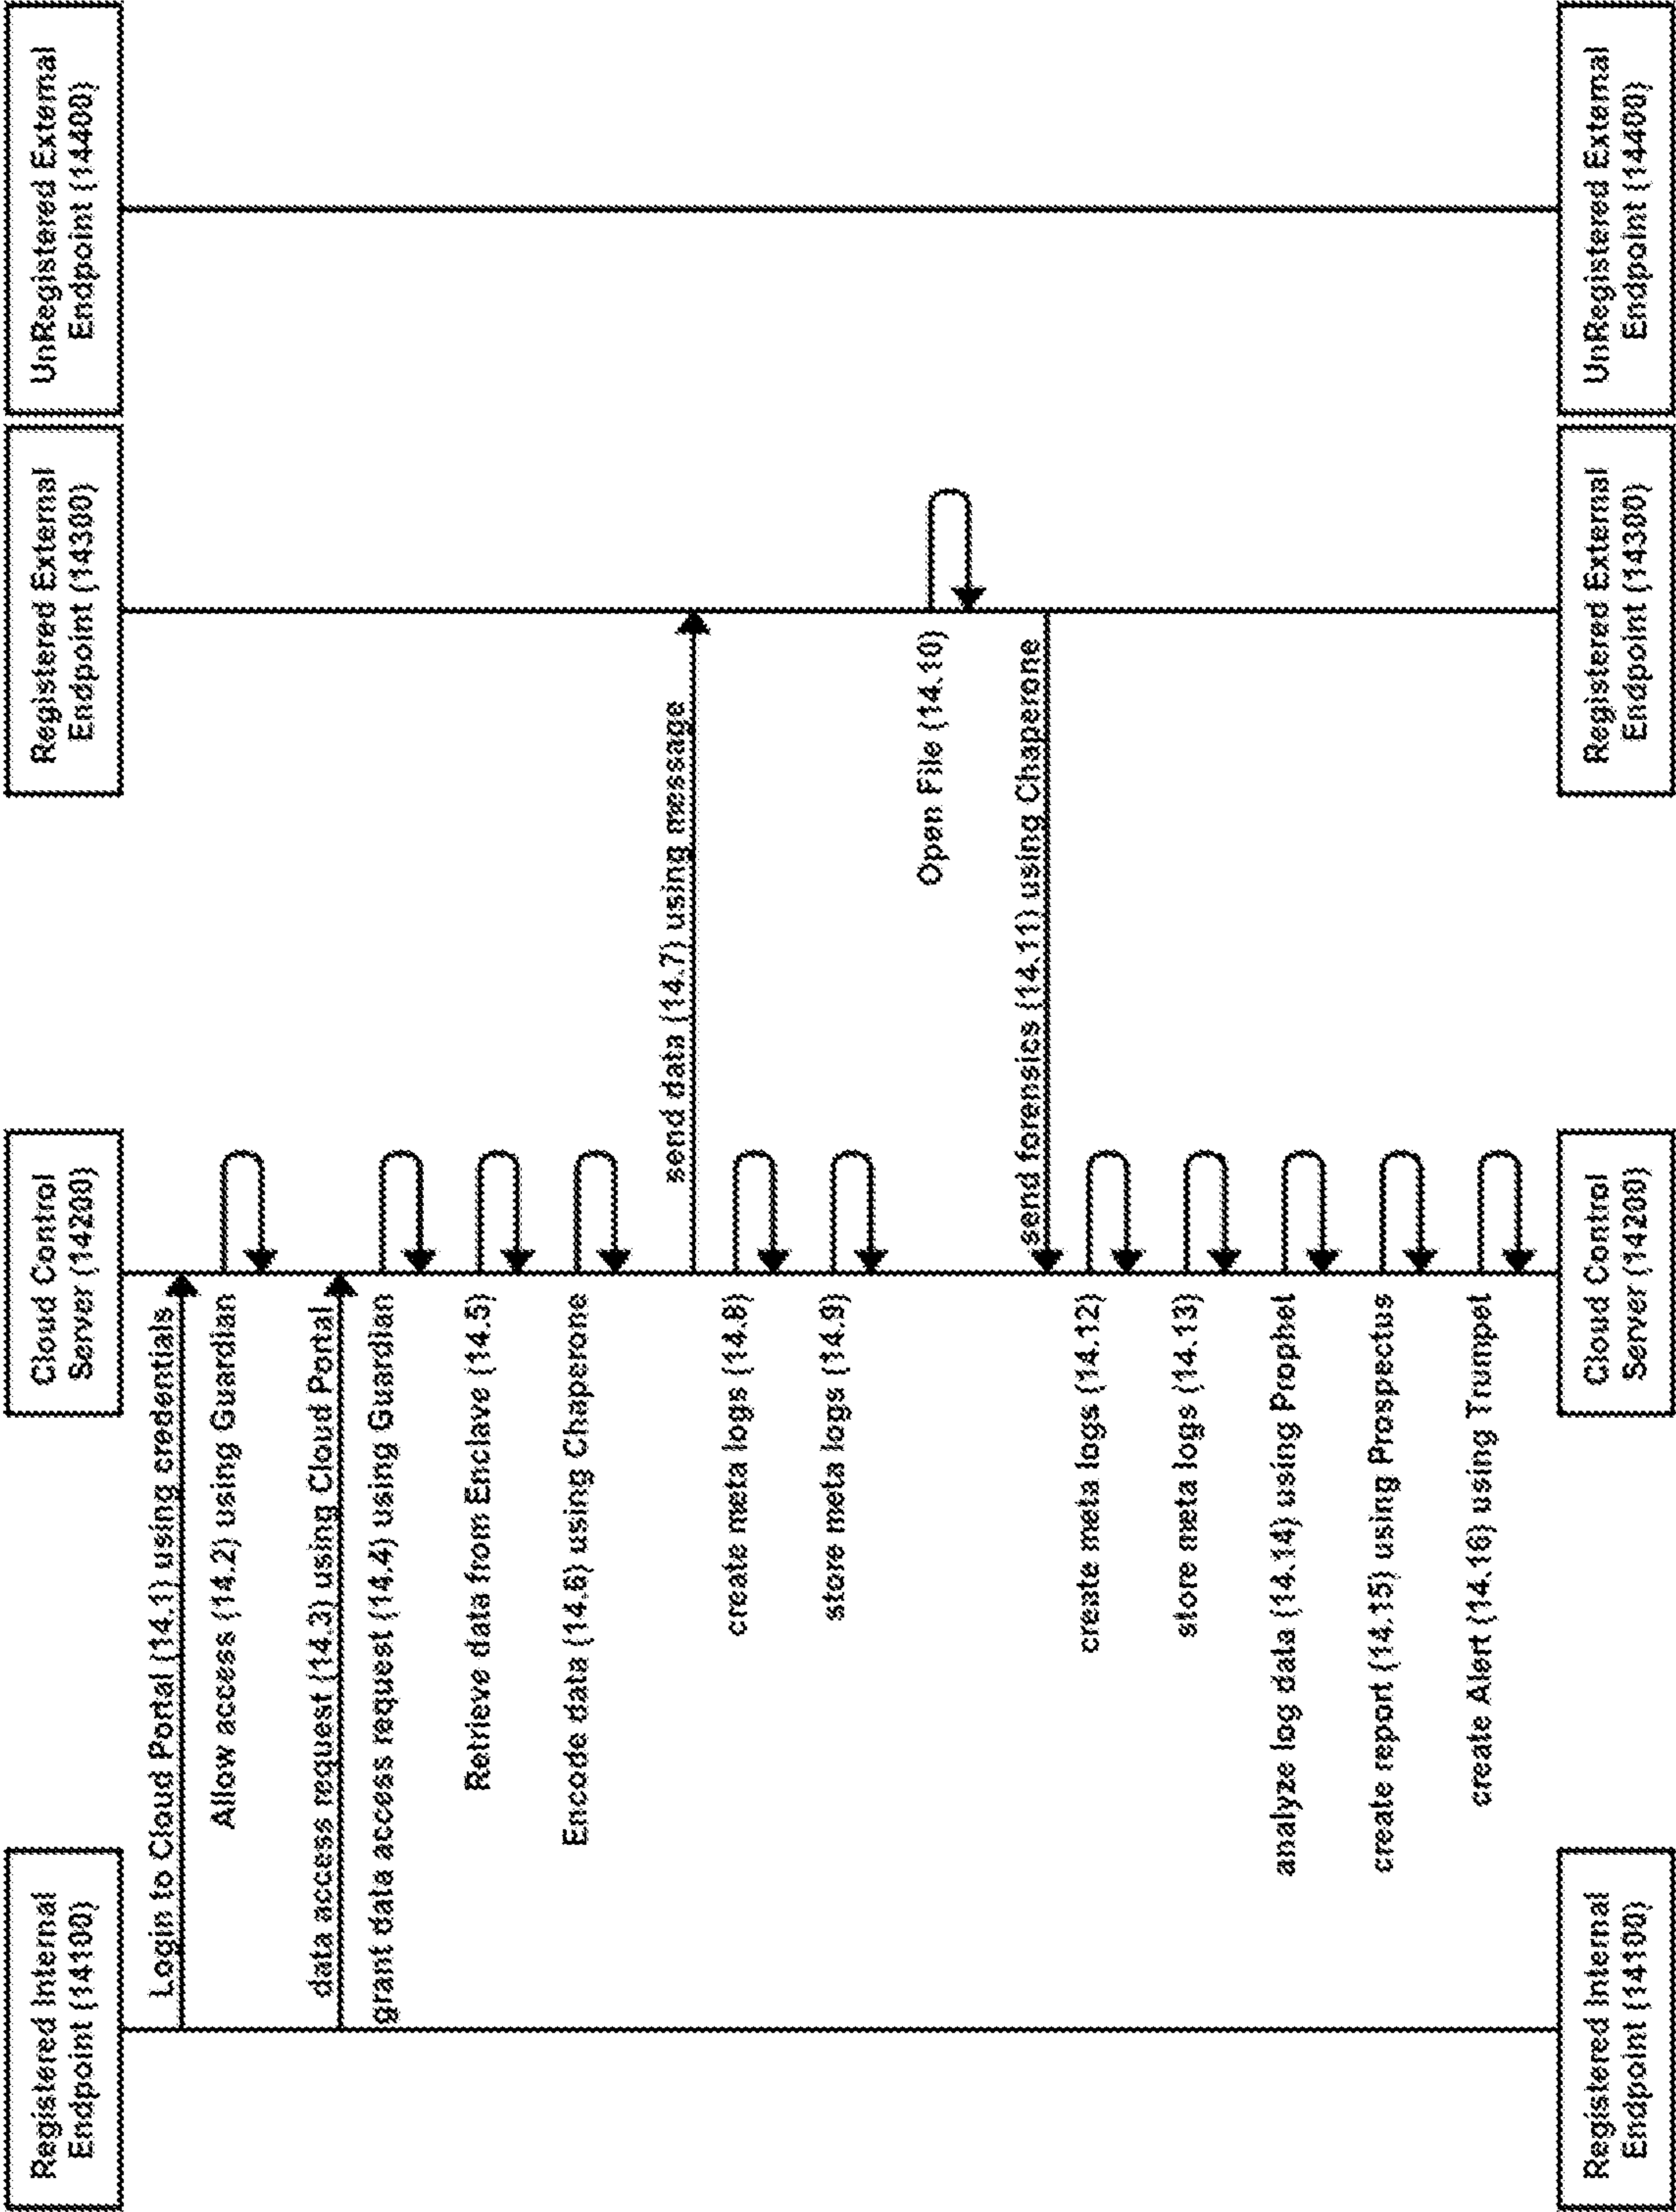 Registered Internal
Endpoint (14100)
Cloud Control
Server (14200)
Registered External
Endpoint (14300)
UnRegistered External
Endpoint (14400)
Login to Cloud Portal (14.1) using credentials
Allow access (14.2) using Guardian
data access request (14.3) using Cloud Portal
grant data access request (14.4) using Guardian
Retrieve data from Enclave (14.5)
Encode data (14.6) using Chaperone
send data (14.7) using message
create meta logs (14.8)
store meta logs (14.9)
Open File (14.10)
send forensics (14.11) using Chaperone
create meta logs (14.12)
store meta logs (14.13)
analyze log data (14.14) using Prophet
create report (14.15) using Prospectus
create Alert (14.16) using Trumpet
Registered Internal
Endpoint (14100)
Cloud Control
Server (14200)
Registered External
Endpoint (14300)
UnRegistered External
Endpoint (14400)